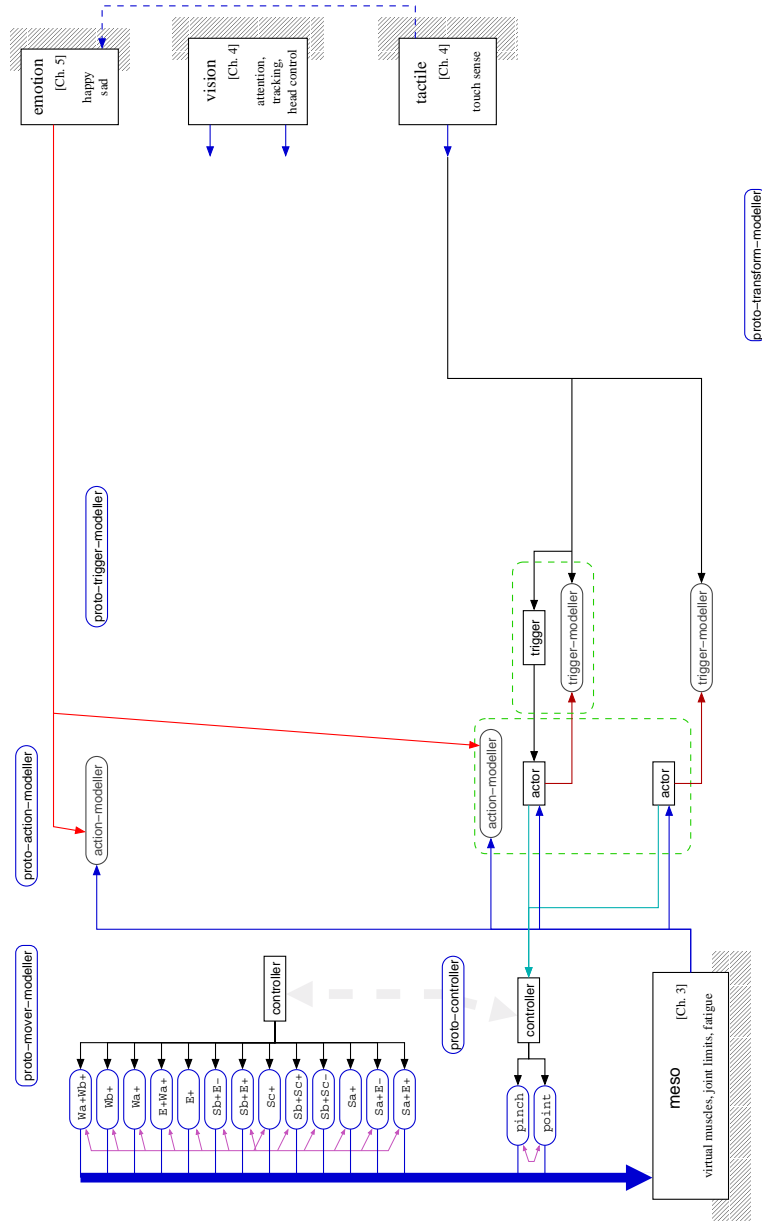 emotion
[Ch. 5]
happy
sad
vision
[Ch. 4]
attention,
tracking,
head control
tactile
[Ch. 4]
touch sense
proto−transform−modeller
proto−trigger−modeller
trigger
trigger−modeller
trigger−modeller
proto−action−modeller
action−modeller
action−modeller
actor
actor
proto−mover−modeller
controller
proto−controller
controller
Wa+Wb+
Wb+
Wa+
E+Wa+
E+
Sb+E-
Sb+E+
Sc+
Sb+Sc+
Sb+Sc-
Sa+
Sa+E-
Sa+E+
pinch
point
meso
[Ch. 3]
virtual muscles, joint limits, fatigue